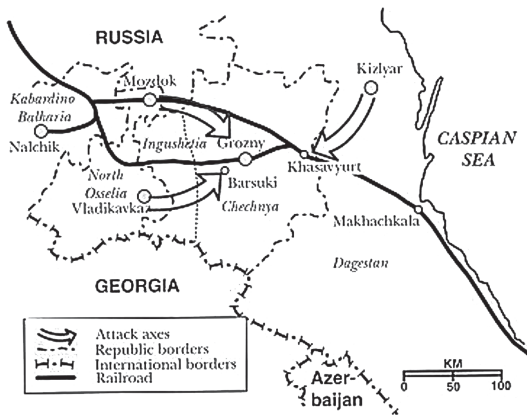 RUSSIA
Mozdok
Kizlyar
Kabardino
Balkaria
Nalchik
Ingushetia
Grozny
CASPIAN
SEA
North
Osselia
Khasavyurt
Barsuki
Vladikavkaz
Chechnya
Makhachkala
GEORGIA
Dagestan
Attack axes
Republic borders
International borders
Railroad
Azer-
baijan
KM
0 50 100